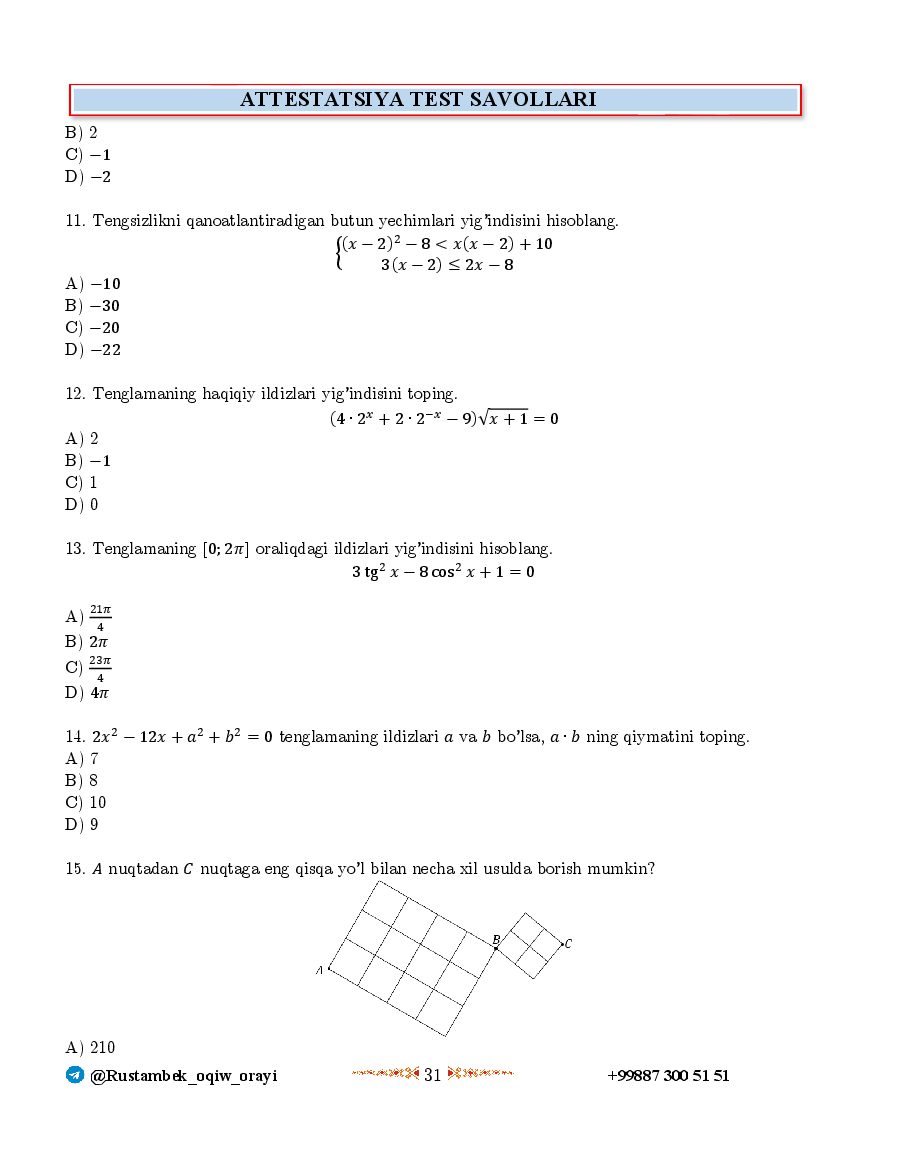 ATTESTATSIYA TEST SAVOLLARI
B) 2
C) −1
D) −2
11. Tengsizlikni qanoatlantiradigan butun yechimlari yig'indisini hisoblang.
{(x − 2)² − 8 < x(x − 2) + 10
3(x − 2) ≤ 2x − 8
A) −10
B) −30
C) −20
D) −22
12. Tenglamaning haqiqiy ildizlari yig'indisini toping.
(4 · 2ˣ + 2 · 2⁻ˣ − 9)√(x + 1) = 0
A) 2
B) −1
C) 1
D) 0
13. Tenglamaning [0; 2π] oraliqdagi ildizlari yig'indisini hisoblang.
3 tg² x − 8 cos² x + 1 = 0
A) 21π/4
B) 2π
C) 23π/4
D) 4π
14. 2x² − 12x + a² + b² = 0 tenglamaning ildizlari a va b bo'lsa, a · b ning qiymatini toping.
A) 7
B) 8
C) 10
D) 9
15. A nuqtadan C nuqtaga eng qisqa yo'l bilan necha xil usulda borish mumkin?
B
C
A
A) 210
@Rustambek_oqiw_orayi 31 +99887 300 51 51